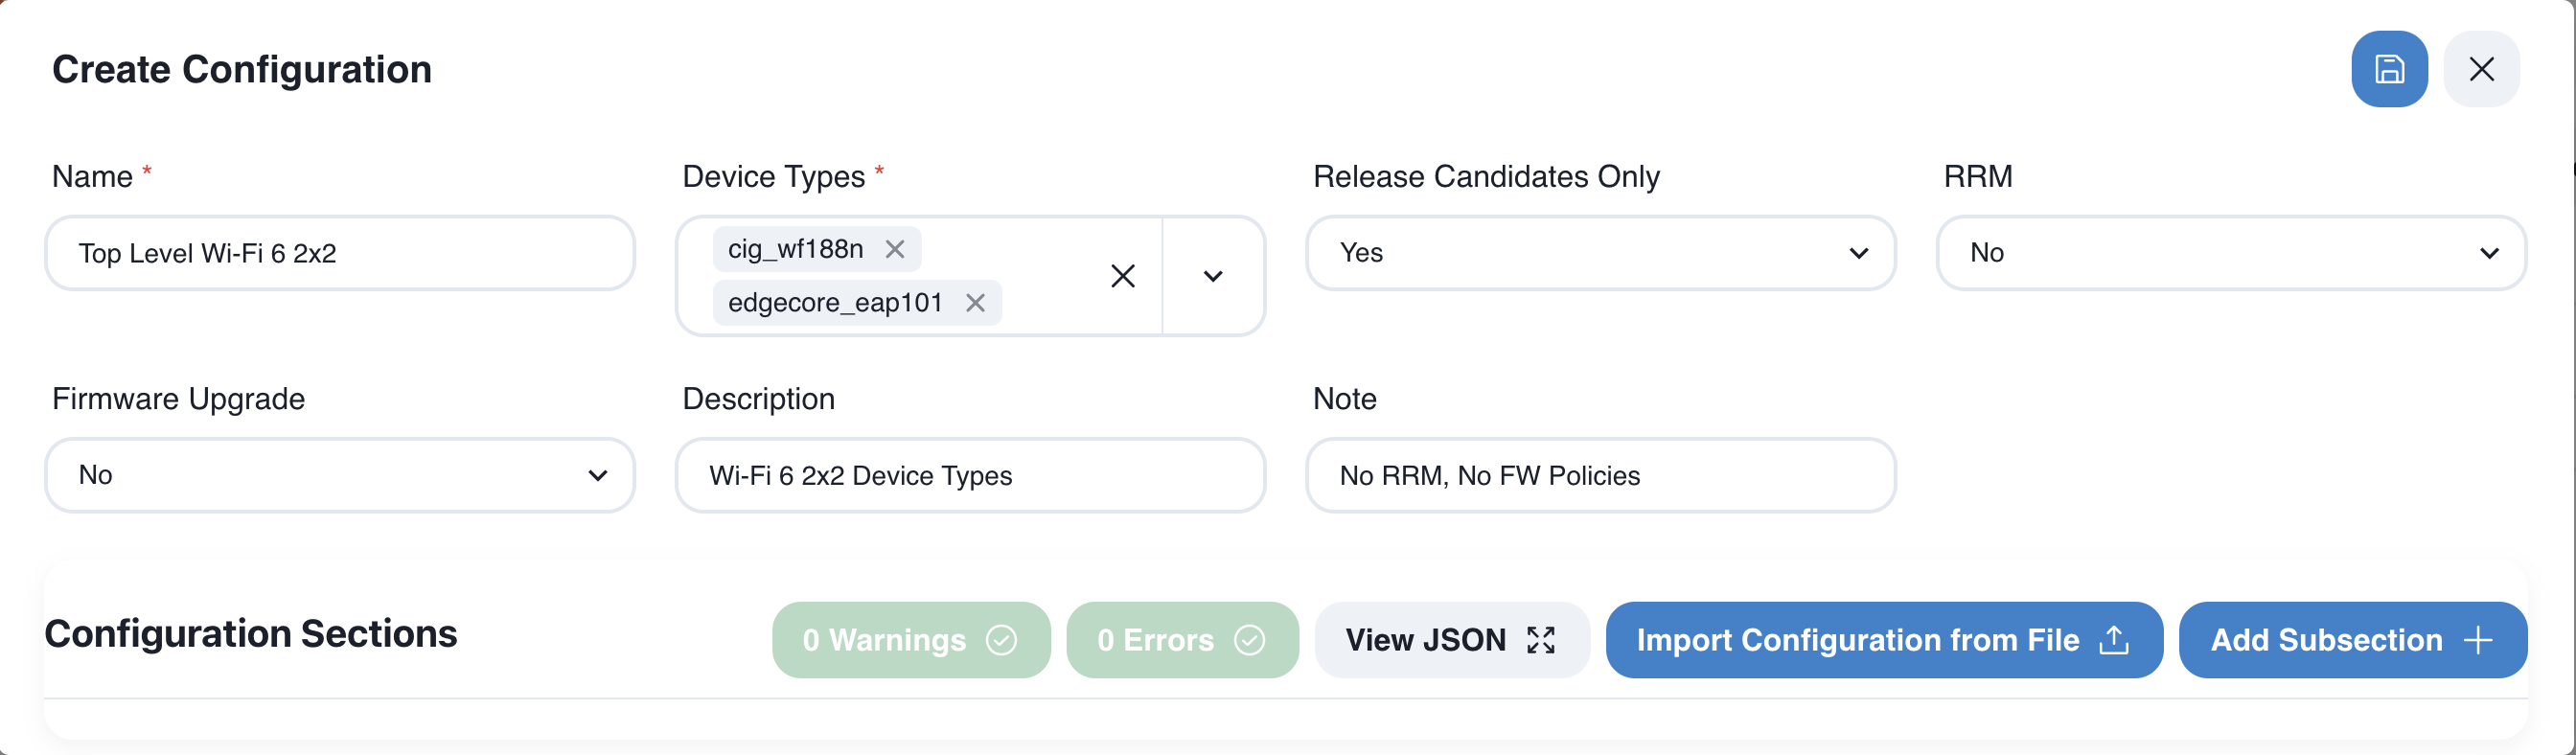 Create Configuration
Name *
Device Types *
Release Candidates Only
RRM
Top Level Wi-Fi 6 2x2
cig_wf188n
edgecore_eap101
Yes
No
Firmware Upgrade
Description
Note
No
Wi-Fi 6 2x2 Device Types
No RRM, No FW Policies
Configuration Sections
0 Warnings
0 Errors
View JSON
Import Configuration from File
Add Subsection